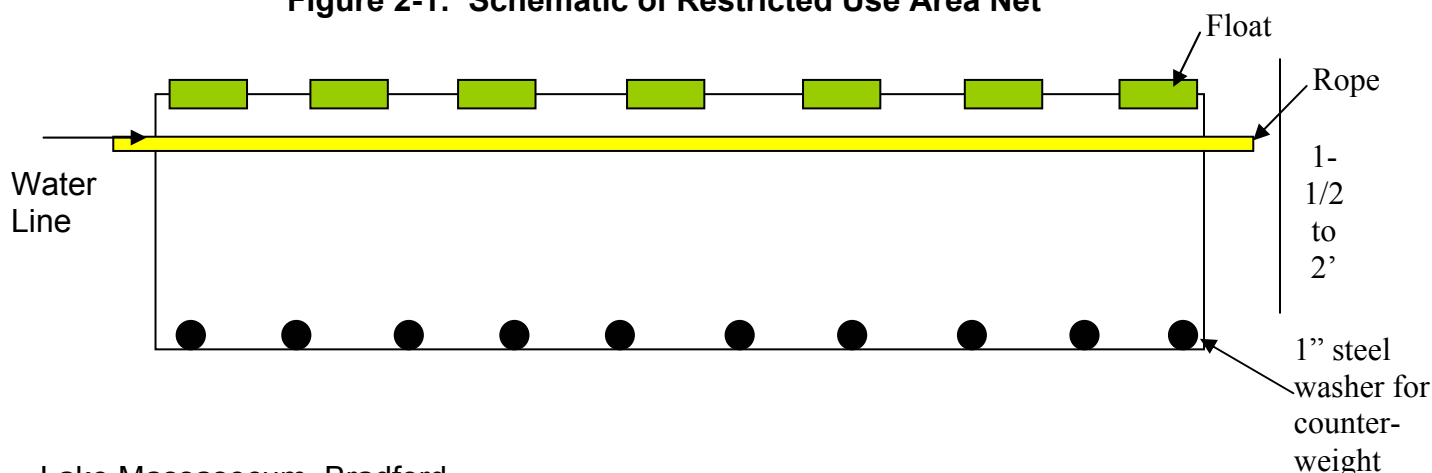 Figure 2-1: Schematic of Restricted Use Area Net
Float
Rope
Water
Line
1-
1/2
to
2’
1” steel
washer for
counter-
weight
Lake Massasecum, Bradford